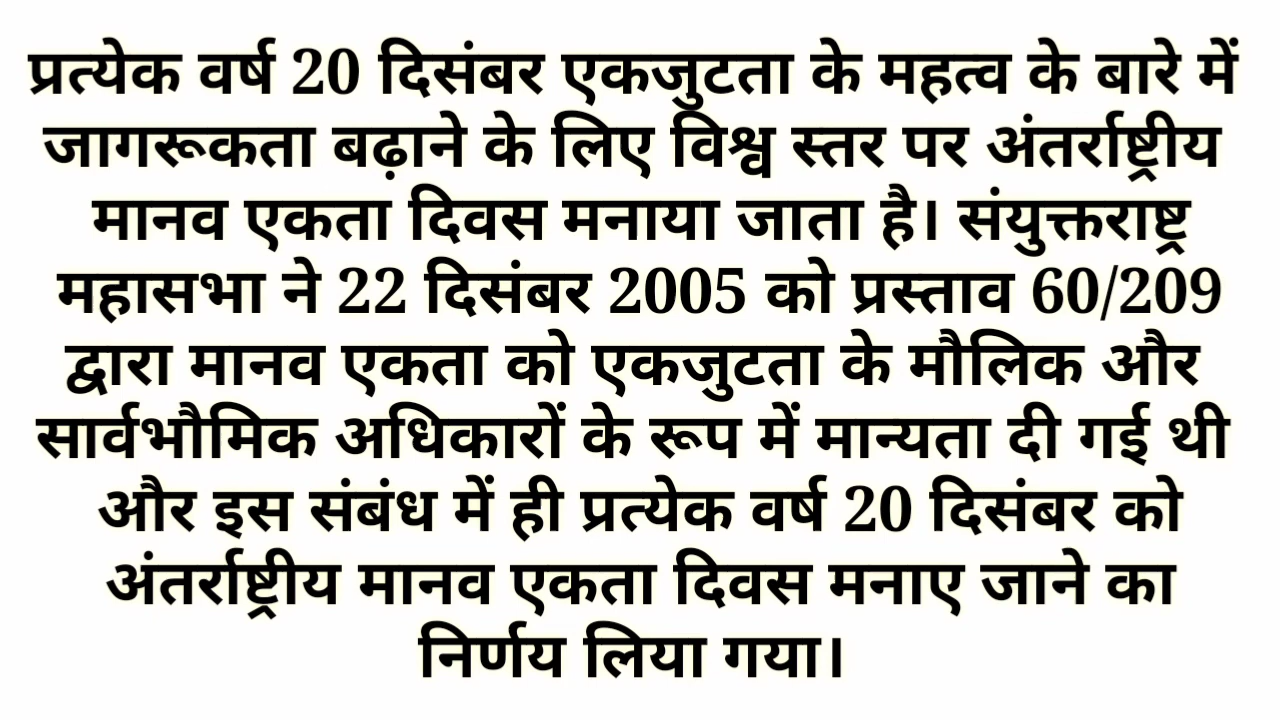 प्रत्येक वर्ष 20 दिसंबर एकजुटता के महत्व के बारे में
जागरूकता बढ़ाने के लिए विश्व स्तर पर अंतर्राष्ट्रीय
मानव एकता दिवस मनाया जाता है। संयुक्तराष्ट्र
महासभा ने 22 दिसंबर 2005 को प्रस्ताव 60/209
द्वारा मानव एकता को एकजुटता के मौलिक और
सार्वभौमिक अधिकारों के रूप में मान्यता दी गई थी
और इस संबंध में ही प्रत्येक वर्ष 20 दिसंबर को
अंतर्राष्ट्रीय मानव एकता दिवस मनाए जाने का
निर्णय लिया गया।